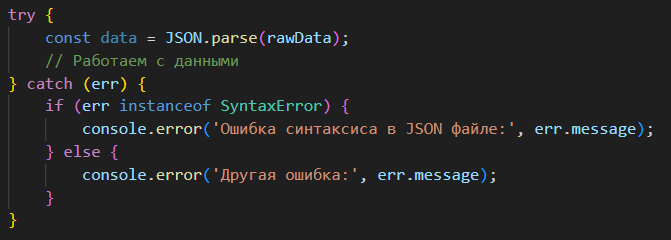 try {
    const data = JSON.parse(rawData);
    // Работаем с данными
} catch (err) {
    if (err instanceof SyntaxError) {
        console.error('Ошибка синтаксиса в JSON файле:', err.message);
    } else {
        console.error('Другая ошибка:', err.message);
    }
}